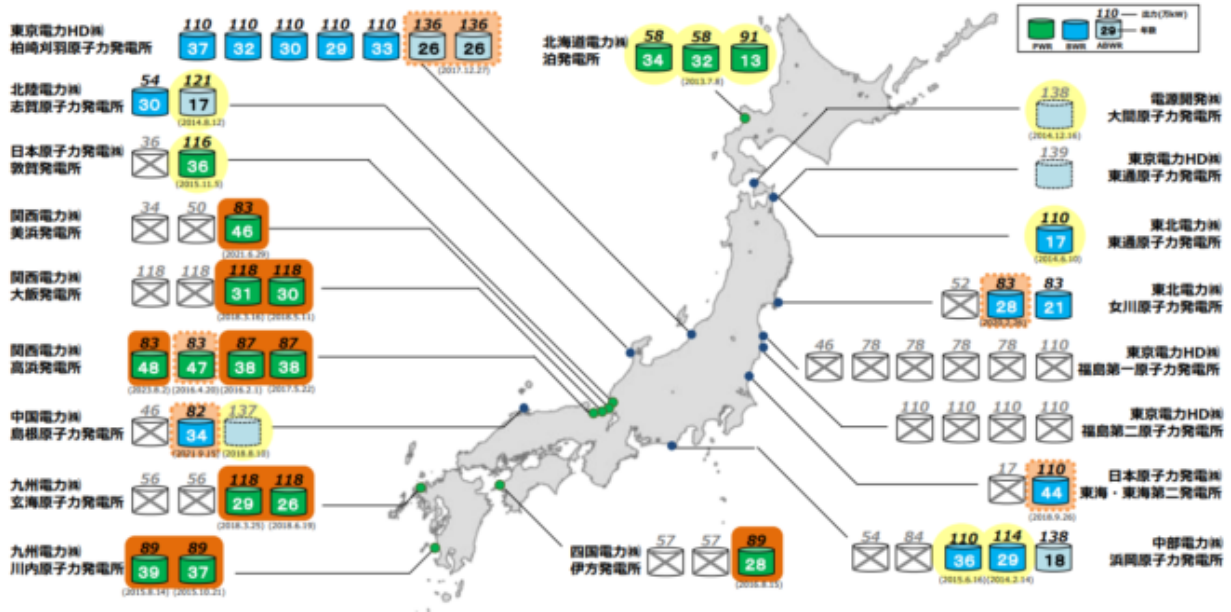 東京電力HD㈱
柏崎刈羽原子力発電所
110 110 110 110 110 136 136
37 32 30 29 33 26 26
(2017.12.27)
北陸電力㈱
志賀原子力発電所
54 121
30 17
(2014.8.12)
日本原子力発電㈱
敦賀発電所
36 116
36
(2015.11.5)
関西電力㈱
美浜発電所
34 50 83
46
(2021.6.29)
関西電力㈱
大飯発電所
118 118 118 118
31 30
(2018.3.16) (2018.5.11)
関西電力㈱
高浜発電所
83 83 87 87
48 47 38 38
(2023.8.2) (2016.4.20) (2016.2.1) (2017.5.22)
中国電力㈱
島根原子力発電所
46 82 137
34
(2021.9.15) (2018.8.10)
九州電力㈱
玄海原子力発電所
56 56 118 118
29 26
(2018.3.25) (2018.6.19)
九州電力㈱
川内原子力発電所
89 89
39 37
(2015.8.14) (2015.10.21)
北海道電力㈱
泊発電所
58 58 91
34 32 13
(2013.7.8)
四国電力㈱
伊方発電所
57 57 89
28
(2016.8.15)
110 出力(万kW)
29 年数
PWR BWR ABWR
138
(2014.12.16)
電源開発㈱
大間原子力発電所
139
東京電力HD㈱
東通原子力発電所
110
17
(2014.6.10)
東北電力㈱
東通原子力発電所
52 83 83
28 21
東北電力㈱
女川原子力発電所
46 78 78 78 78 110
東京電力HD㈱
福島第一原子力発電所
110 110 110 110
東京電力HD㈱
福島第二原子力発電所
17 110
44
(2018.9.26)
日本原子力発電㈱
東海・東海第二発電所
54 84 110 114 138
36 29 18
(2015.6.16) (2014.2.14)
中部電力㈱
浜岡原子力発電所